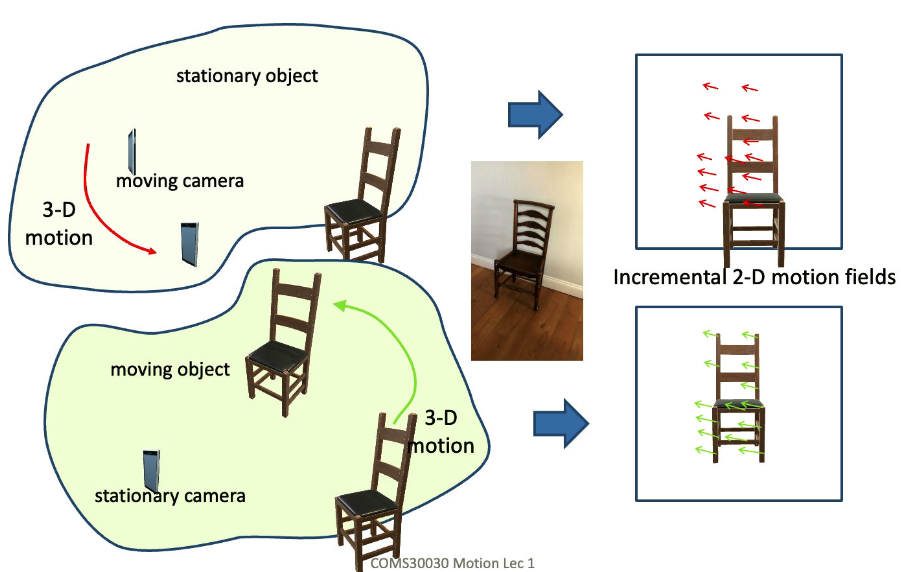 stationary object
moving camera
3-D
motion
Incremental 2-D motion fields
moving object
3-D
motion
stationary camera
COMS30030 Motion Lec 1